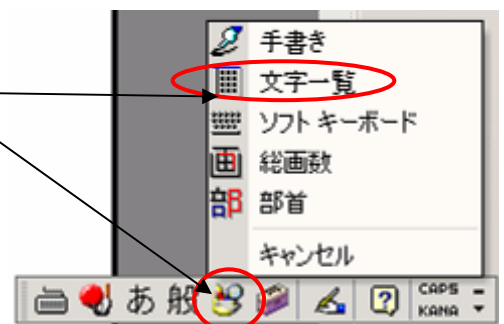 手書き
文字一覧
ソフト キーボード
総画数
部首
キャンセル
あ 般 CAPS
KANA